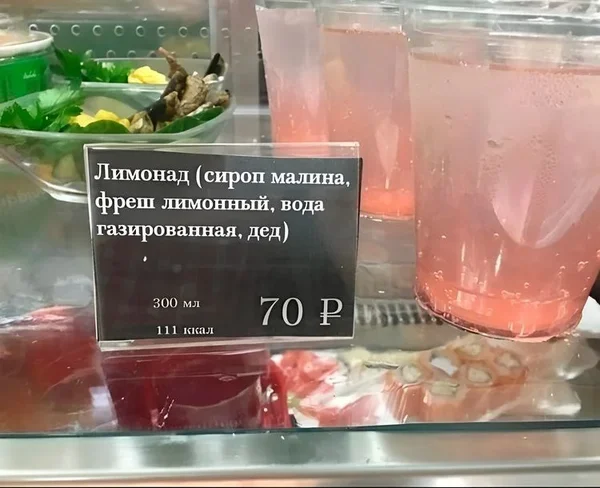 Лимонад (сироп малина,
фреш лимонный, вода
газированная, дед)
300 мл
111 ккал
70 ₽